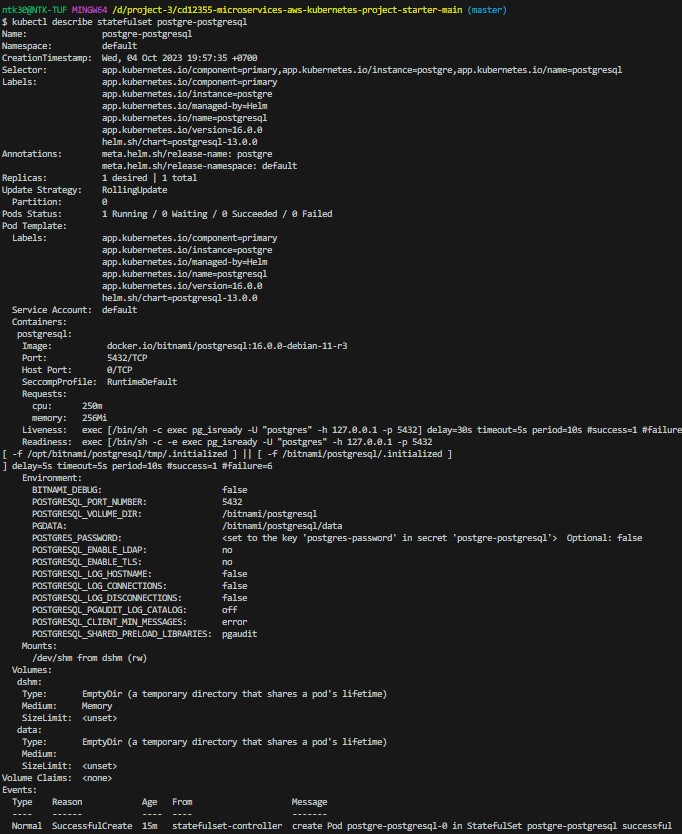 ntk30@NTK-TUF MINGW64 /d/project-3/cd12355-microservices-aws-kubernetes-project-starter-main (master)
$ kubectl describe statefulset postgre-postgresql
Name:               postgre-postgresql
Namespace:          default
CreationTimestamp:  Wed, 04 Oct 2023 19:57:35 +0700
Selector:           app.kubernetes.io/component=primary,app.kubernetes.io/instance=postgre,app.kubernetes.io/name=postgresql
Labels:             app.kubernetes.io/component=primary
                    app.kubernetes.io/instance=postgre
                    app.kubernetes.io/managed-by=Helm
                    app.kubernetes.io/name=postgresql
                    app.kubernetes.io/version=16.0.0
                    helm.sh/chart=postgresql-13.0.0
Annotations:        meta.helm.sh/release-name: postgre
                    meta.helm.sh/release-namespace: default
Replicas:           1 desired | 1 total
Update Strategy:    RollingUpdate
  Partition:        0
Pods Status:        1 Running / 0 Waiting / 0 Succeeded / 0 Failed
Pod Template:
  Labels:           app.kubernetes.io/component=primary
                    app.kubernetes.io/instance=postgre
                    app.kubernetes.io/managed-by=Helm
                    app.kubernetes.io/name=postgresql
                    app.kubernetes.io/version=16.0.0
                    helm.sh/chart=postgresql-13.0.0
  Service Account:  default
  Containers:
   postgresql:
    Image:           docker.io/bitnami/postgresql:16.0.0-debian-11-r3
    Port:            5432/TCP
    Host Port:       0/TCP
    SeccompProfile:  RuntimeDefault
    Requests:
      cpu:      250m
      memory:   256Mi
    Liveness:   exec [/bin/sh -c exec pg_isready -U "postgres" -h 127.0.0.1 -p 5432] delay=30s timeout=5s period=10s #success=1 #failure
    Readiness:  exec [/bin/sh -c -e exec pg_isready -U "postgres" -h 127.0.0.1 -p 5432
[ -f /opt/bitnami/postgresql/tmp/.initialized ] || [ -f /bitnami/postgresql/.initialized ]
] delay=5s timeout=5s period=10s #success=1 #failure=6
    Environment:
      BITNAMI_DEBUG:                        false
      POSTGRESQL_PORT_NUMBER:               5432
      POSTGRESQL_VOLUME_DIR:                /bitnami/postgresql
      PGDATA:                               /bitnami/postgresql/data
      POSTGRES_PASSWORD:                    <set to the key 'postgres-password' in secret 'postgre-postgresql'>  Optional: false
      POSTGRESQL_ENABLE_LDAP:               no
      POSTGRESQL_ENABLE_TLS:                no
      POSTGRESQL_LOG_HOSTNAME:              false
      POSTGRESQL_LOG_CONNECTIONS:           false
      POSTGRESQL_LOG_DISCONNECTIONS:        false
      POSTGRESQL_PGAUDIT_LOG_CATALOG:       off
      POSTGRESQL_CLIENT_MIN_MESSAGES:       error
      POSTGRESQL_SHARED_PRELOAD_LIBRARIES:  pgaudit
    Mounts:
      /dev/shm from dshm (rw)
  Volumes:
   dshm:
    Type:       EmptyDir (a temporary directory that shares a pod's lifetime)
    Medium:     Memory
    SizeLimit:  <unset>
   data:
    Type:       EmptyDir (a temporary directory that shares a pod's lifetime)
    Medium:
    SizeLimit:  <unset>
Volume Claims:  <none>
Events:
  Type    Reason            Age   From                    Message
  ----    ------            ----  ----                    -------
  Normal  SuccessfulCreate  15m   statefulset-controller  create Pod postgre-postgresql-0 in StatefulSet postgre-postgresql successful